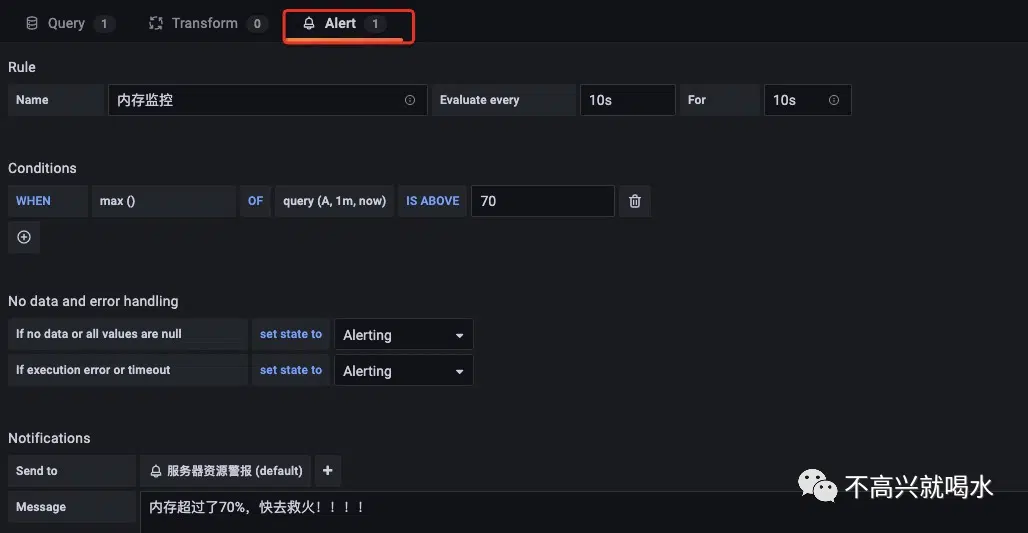 Query 1 Transform 0 Alert 1
Rule
Name 内存监控 Evaluate every 10s For 10s
Conditions
WHEN max () OF query (A, 1m, now) IS ABOVE 70
No data and error handling
If no data or all values are null set state to Alerting
If execution error or timeout set state to Alerting
Notifications
Send to 服务器资源警报 (default) +
Message 内存超过了70%，快去救火！！！！
不高兴就喝水